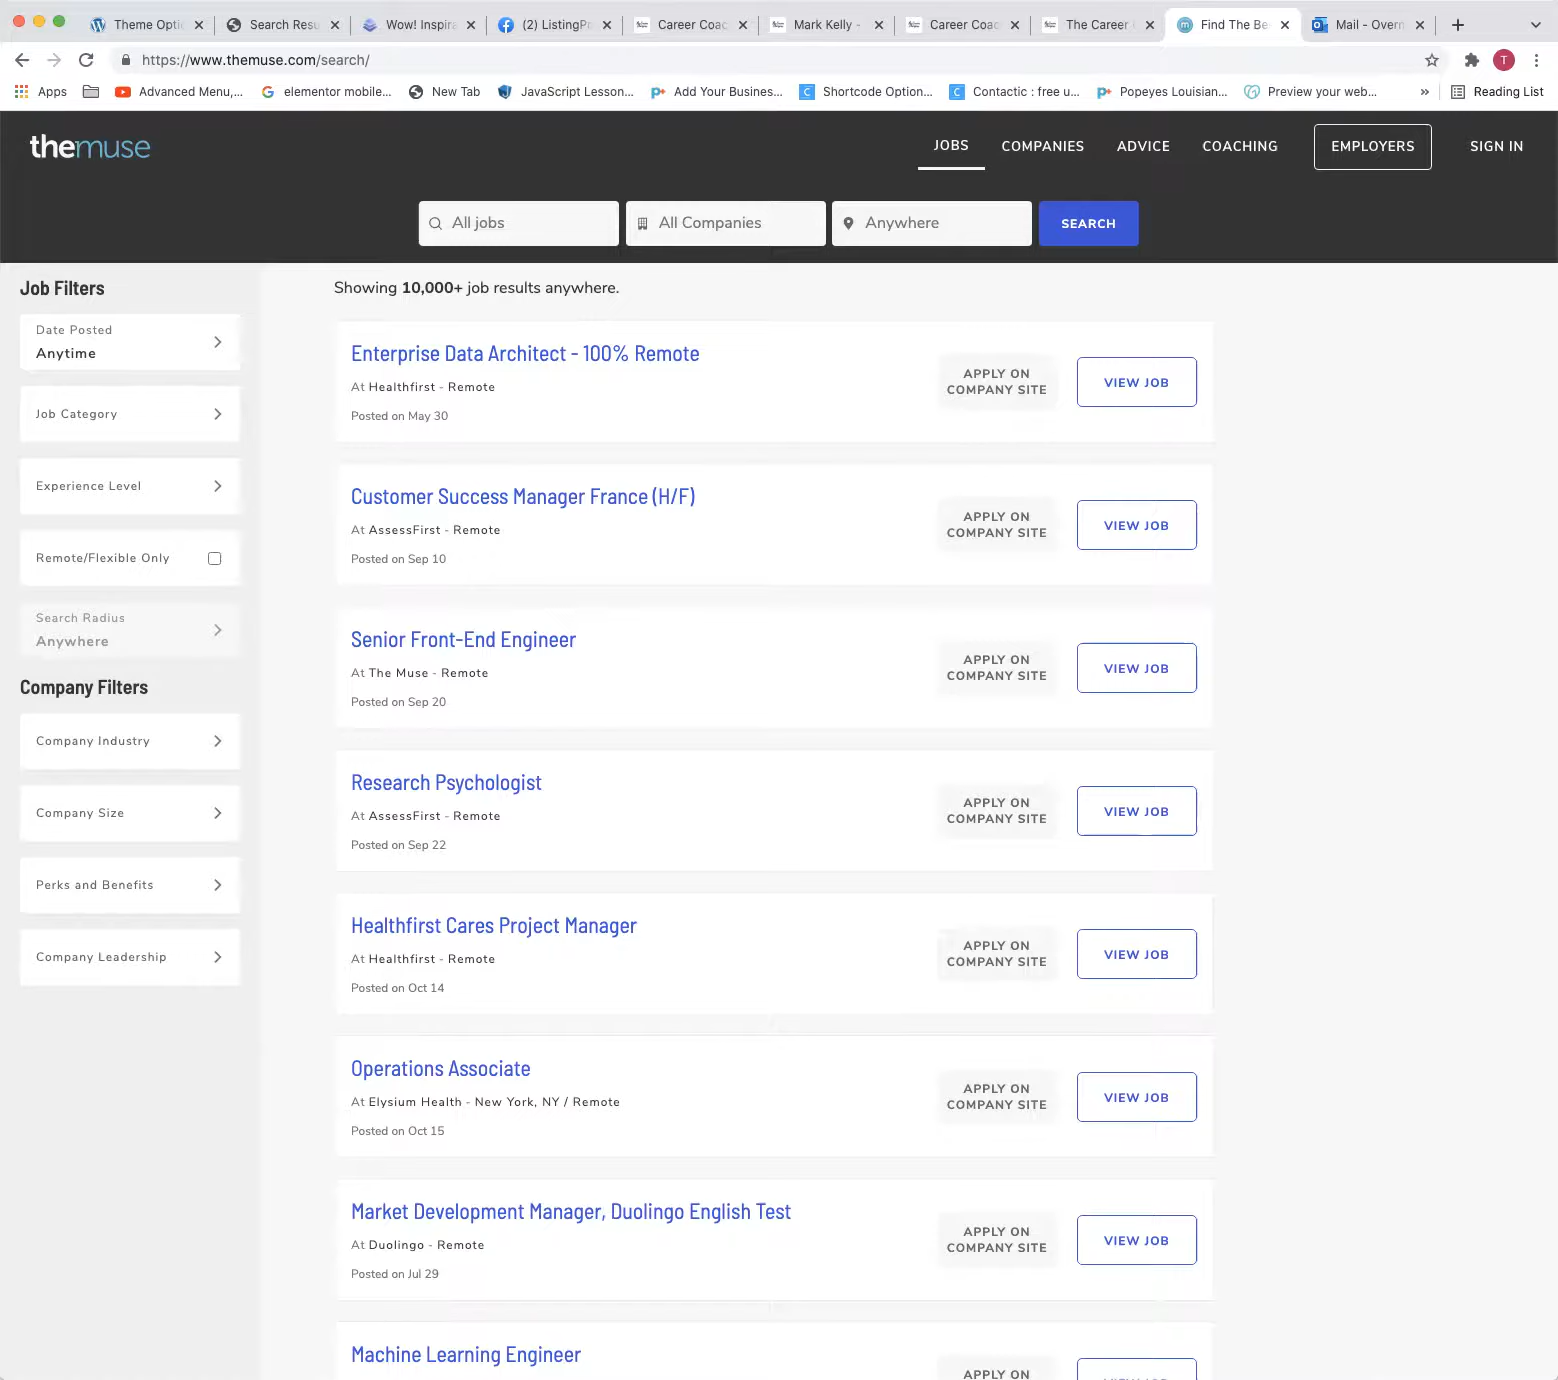 Theme Optio
Search Resu
Wow! Inspira
(2) ListingPr
Career Coac
Mark Kelly -
Career Coac
The Career
Find The Be
Mail - Overn
https://www.themuse.com/search/
T
Apps
Advanced Menu,...
elementor mobile...
New Tab
JavaScript Lesson...
Add Your Business...
Shortcode Option...
Contactic : free u...
Popeyes Louisian...
Preview your web...
»
Reading List
themuse
JOBS
COMPANIES
ADVICE
COACHING
EMPLOYERS
SIGN IN
All jobs
All Companies
Anywhere
SEARCH
Job Filters
Date Posted
Anytime
Job Category
Experience Level
Remote/Flexible Only
Search Radius
Anywhere
Company Filters
Company Industry
Company Size
Perks and Benefits
Company Leadership
Showing 10,000+ job results anywhere.
Enterprise Data Architect - 100% Remote
At Healthfirst - Remote
Posted on May 30
APPLY ON
COMPANY SITE
VIEW JOB
Customer Success Manager France (H/F)
At AssessFirst - Remote
Posted on Sep 10
APPLY ON
COMPANY SITE
VIEW JOB
Senior Front-End Engineer
At The Muse - Remote
Posted on Sep 20
APPLY ON
COMPANY SITE
VIEW JOB
Research Psychologist
At AssessFirst - Remote
Posted on Sep 22
APPLY ON
COMPANY SITE
VIEW JOB
Healthfirst Cares Project Manager
At Healthfirst - Remote
Posted on Oct 14
APPLY ON
COMPANY SITE
VIEW JOB
Operations Associate
At Elysium Health - New York, NY / Remote
Posted on Oct 15
APPLY ON
COMPANY SITE
VIEW JOB
Market Development Manager, Duolingo English Test
At Duolingo - Remote
Posted on Jul 29
APPLY ON
COMPANY SITE
VIEW JOB
Machine Learning Engineer
APPLY ON